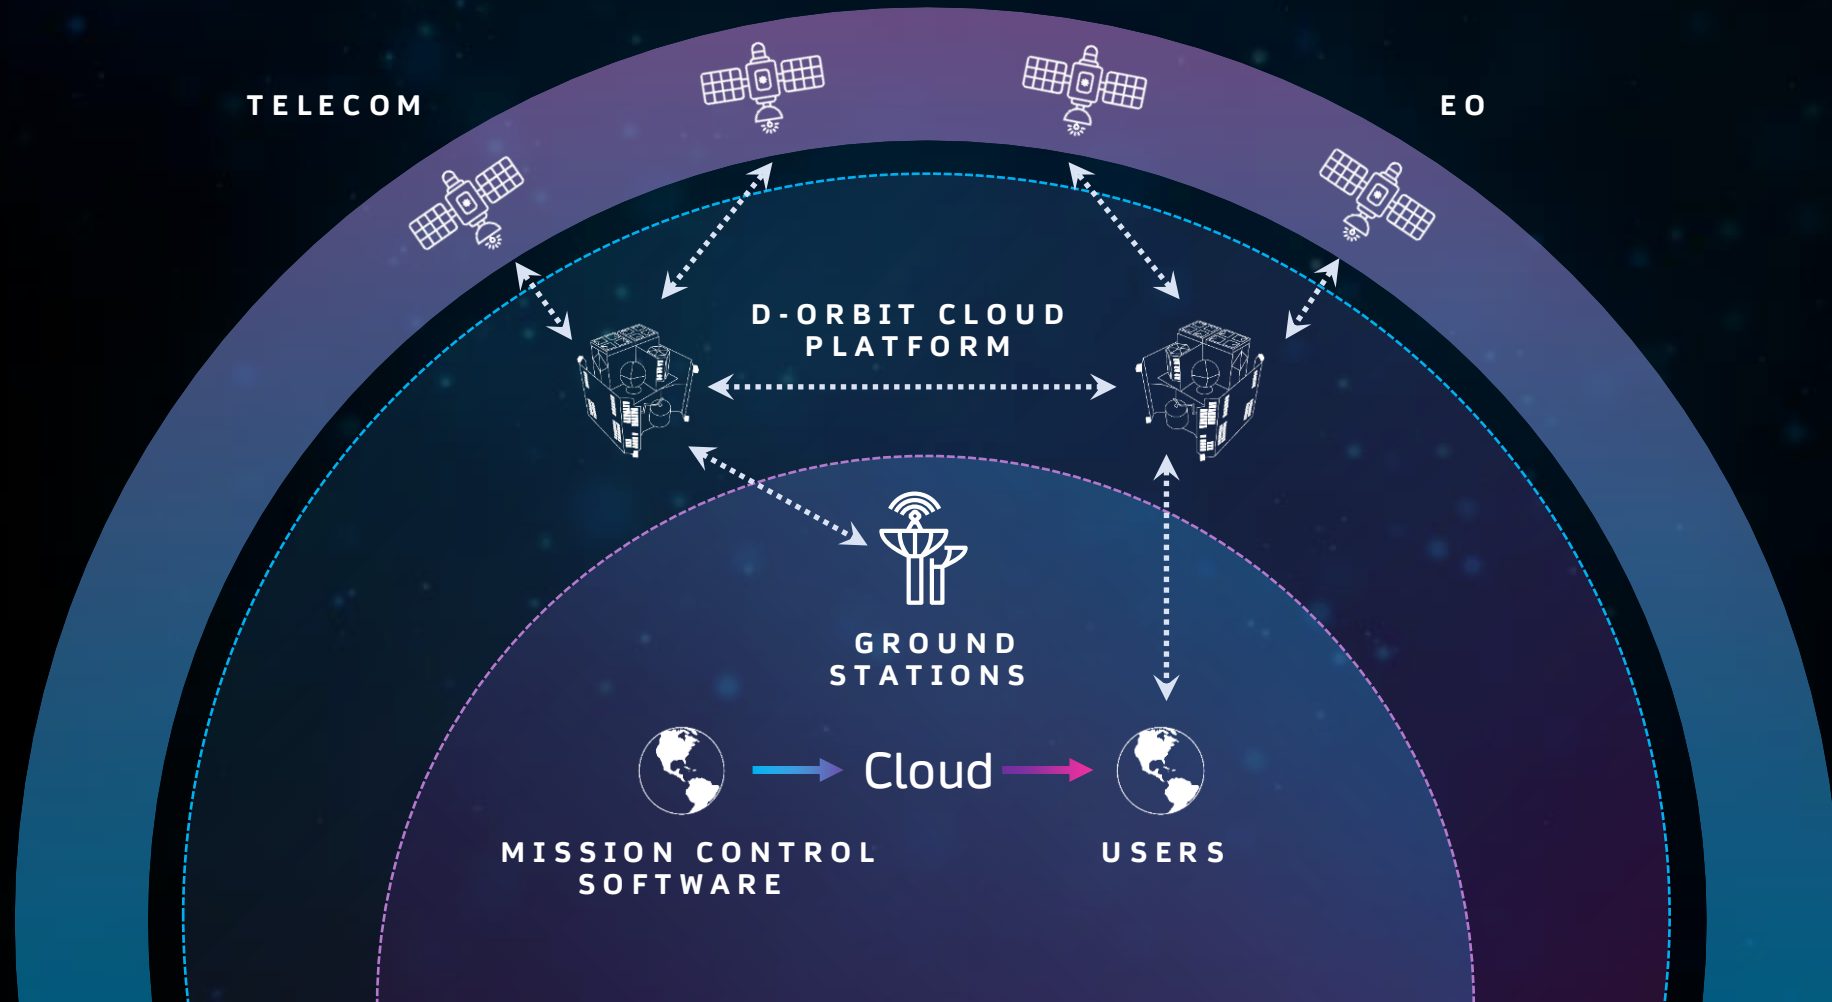 TELECOM
EO
D-ORBIT CLOUD
PLATFORM
GROUND
STATIONS
Cloud
MISSION CONTROL
SOFTWARE
USERS